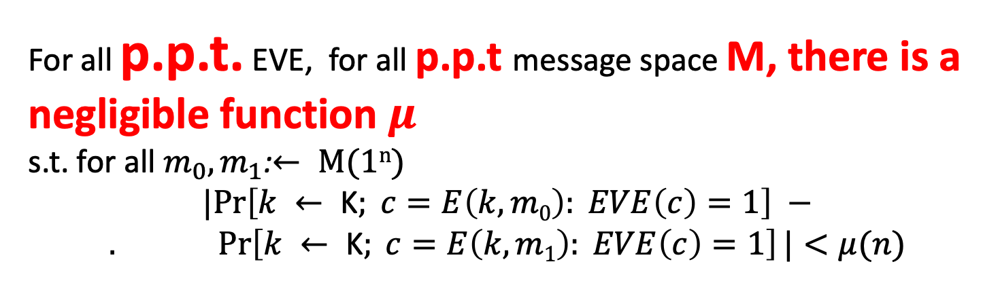 For all p.p.t. EVE, for all p.p.t message space M, there is a
negligible function μ
s.t. for all m₀, m₁:← M(1ⁿ)
|Pr[k ← K; c = E(k, m₀): EVE(c) = 1] −
. Pr[k ← K; c = E(k, m₁): EVE(c) = 1]| < μ(n)